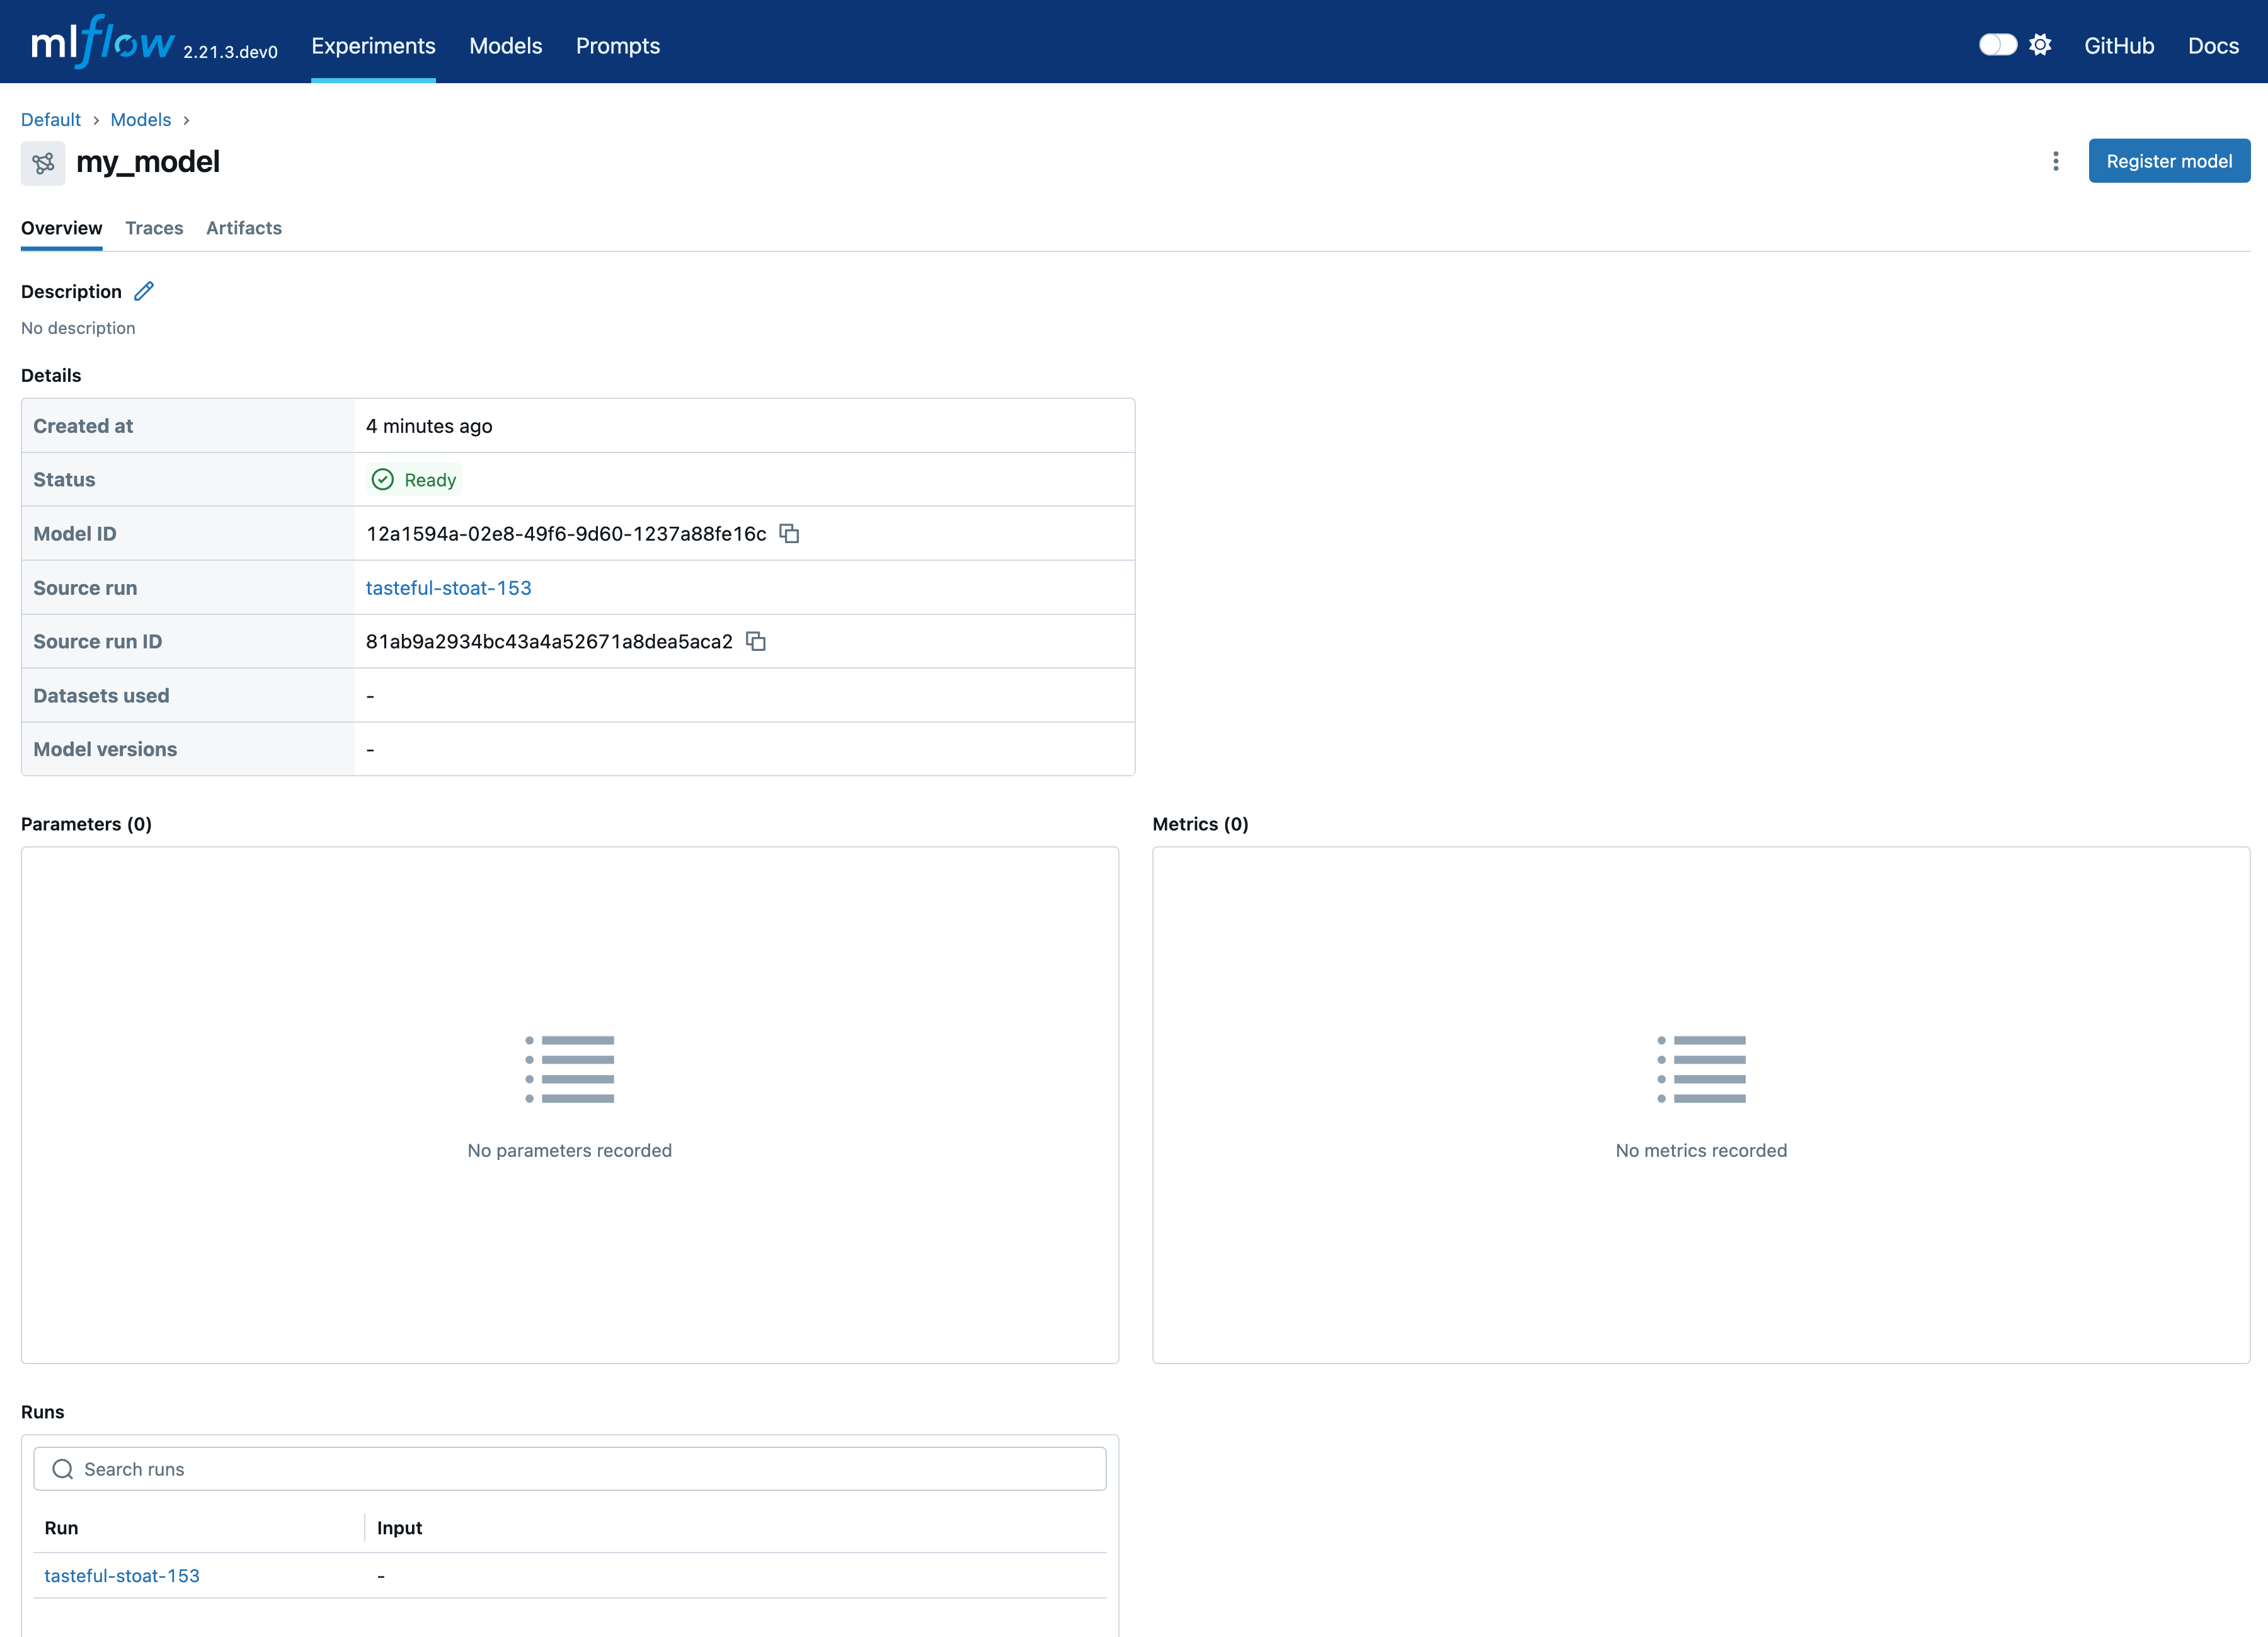 mlflow 2.21.3.dev0 Experiments Models Prompts GitHub Docs
Default > Models >
my_model Register model
Overview Traces Artifacts
Description
No description
Details
Created at 4 minutes ago
Status Ready
Model ID 12a1594a-02e8-49f6-9d60-1237a88fe16c
Source run tasteful-stoat-153
Source run ID 81ab9a2934bc43a4a52671a8dea5aca2
Datasets used -
Model versions -
Parameters (0) Metrics (0)
No parameters recorded No metrics recorded
Runs
Search runs
Run Input
tasteful-stoat-153 -